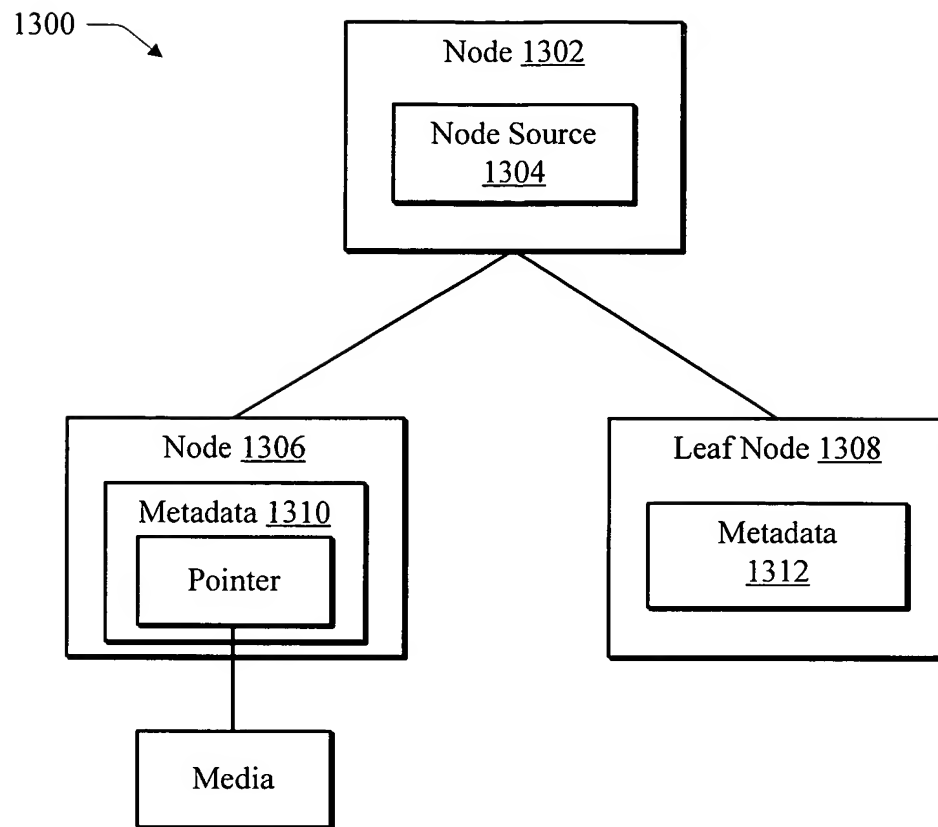 1300
Node 1302
Node Source
1304
Node 1306
Leaf Node 1308
Metadata 1310
Metadata
1312
Pointer
Media